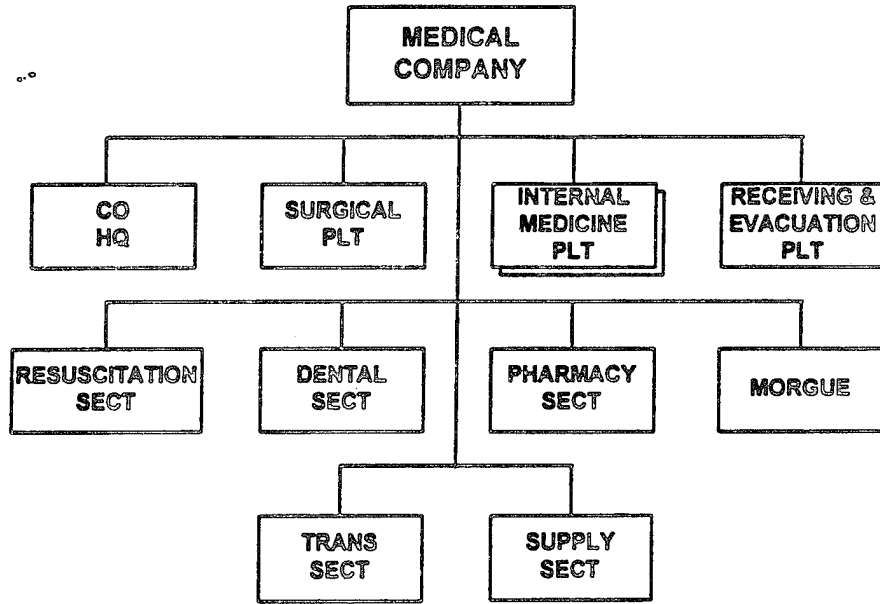 MEDICAL
COMPANY
CO
HQ
SURGICAL
PLT
INTERNAL
MEDICINE
PLT
RECEIVING &
EVACUATION
PLT
RESUSCITATION
SECT
DENTAL
SECT
PHARMACY
SECT
MORGUE
TRANS
SECT
SUPPLY
SECT